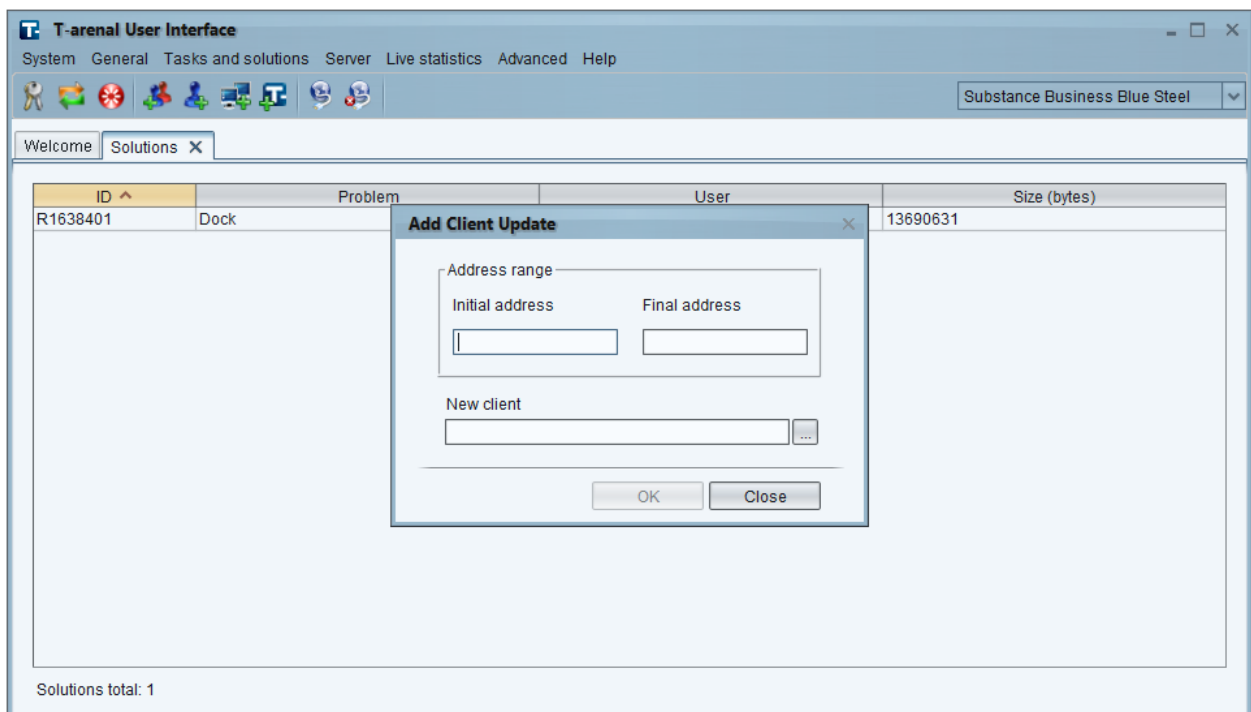 T-arenal User Interface
System General Tasks and solutions Server Live statistics Advanced Help
Substance Business Blue Steel
Welcome Solutions
ID Problem User Size (bytes)
R1638401 Dock 13690631
Add Client Update
Address range
Initial address Final address
New client
...
OK Close
Solutions total: 1